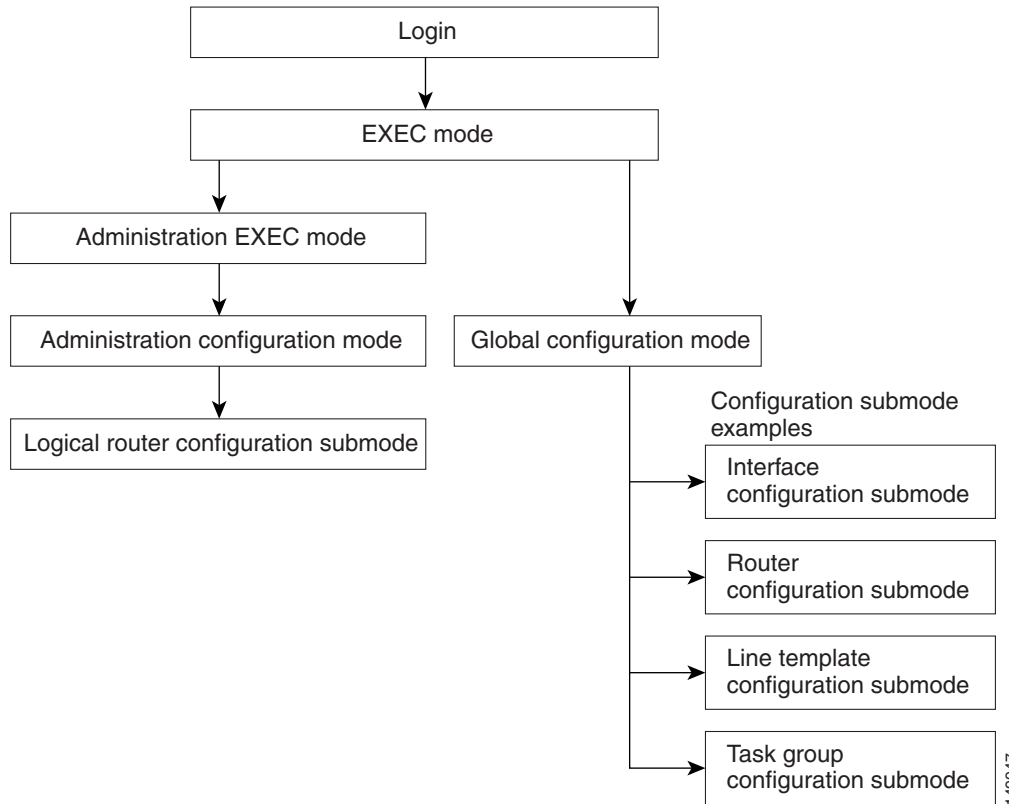 Login
EXEC mode
Administration EXEC mode
Administration configuration mode
Global configuration mode
Logical router configuration submode
Configuration submode
examples
Interface
configuration submode
Router
configuration submode
Line template
configuration submode
Task group
configuration submode